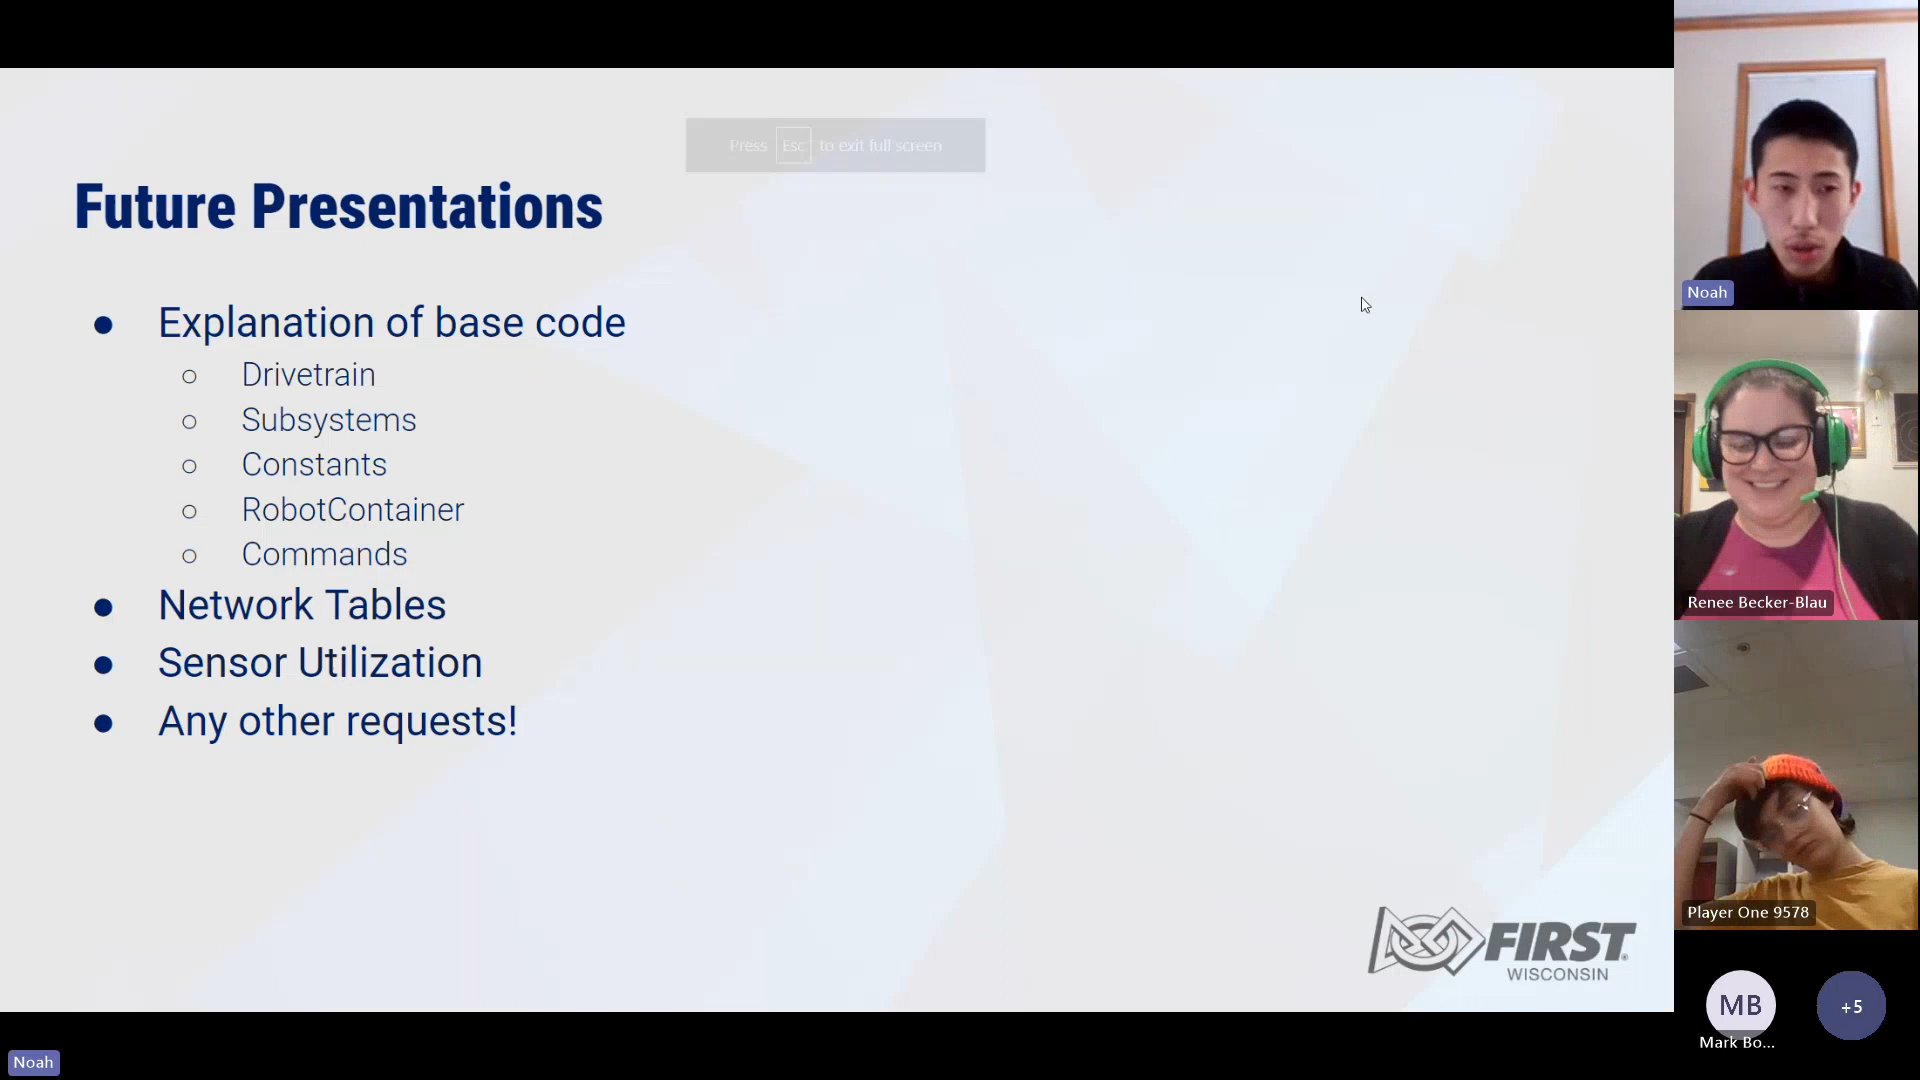 Press Esc to exit full screen
Future Presentations
● Explanation of base code
○ Drivetrain
○ Subsystems
○ Constants
○ RobotContainer
○ Commands
● Network Tables
● Sensor Utilization
● Any other requests!
FIRST
WISCONSIN
Noah
Noah
Renee Becker-Blau
Player One 9578
MB
Mark Bo...
+5